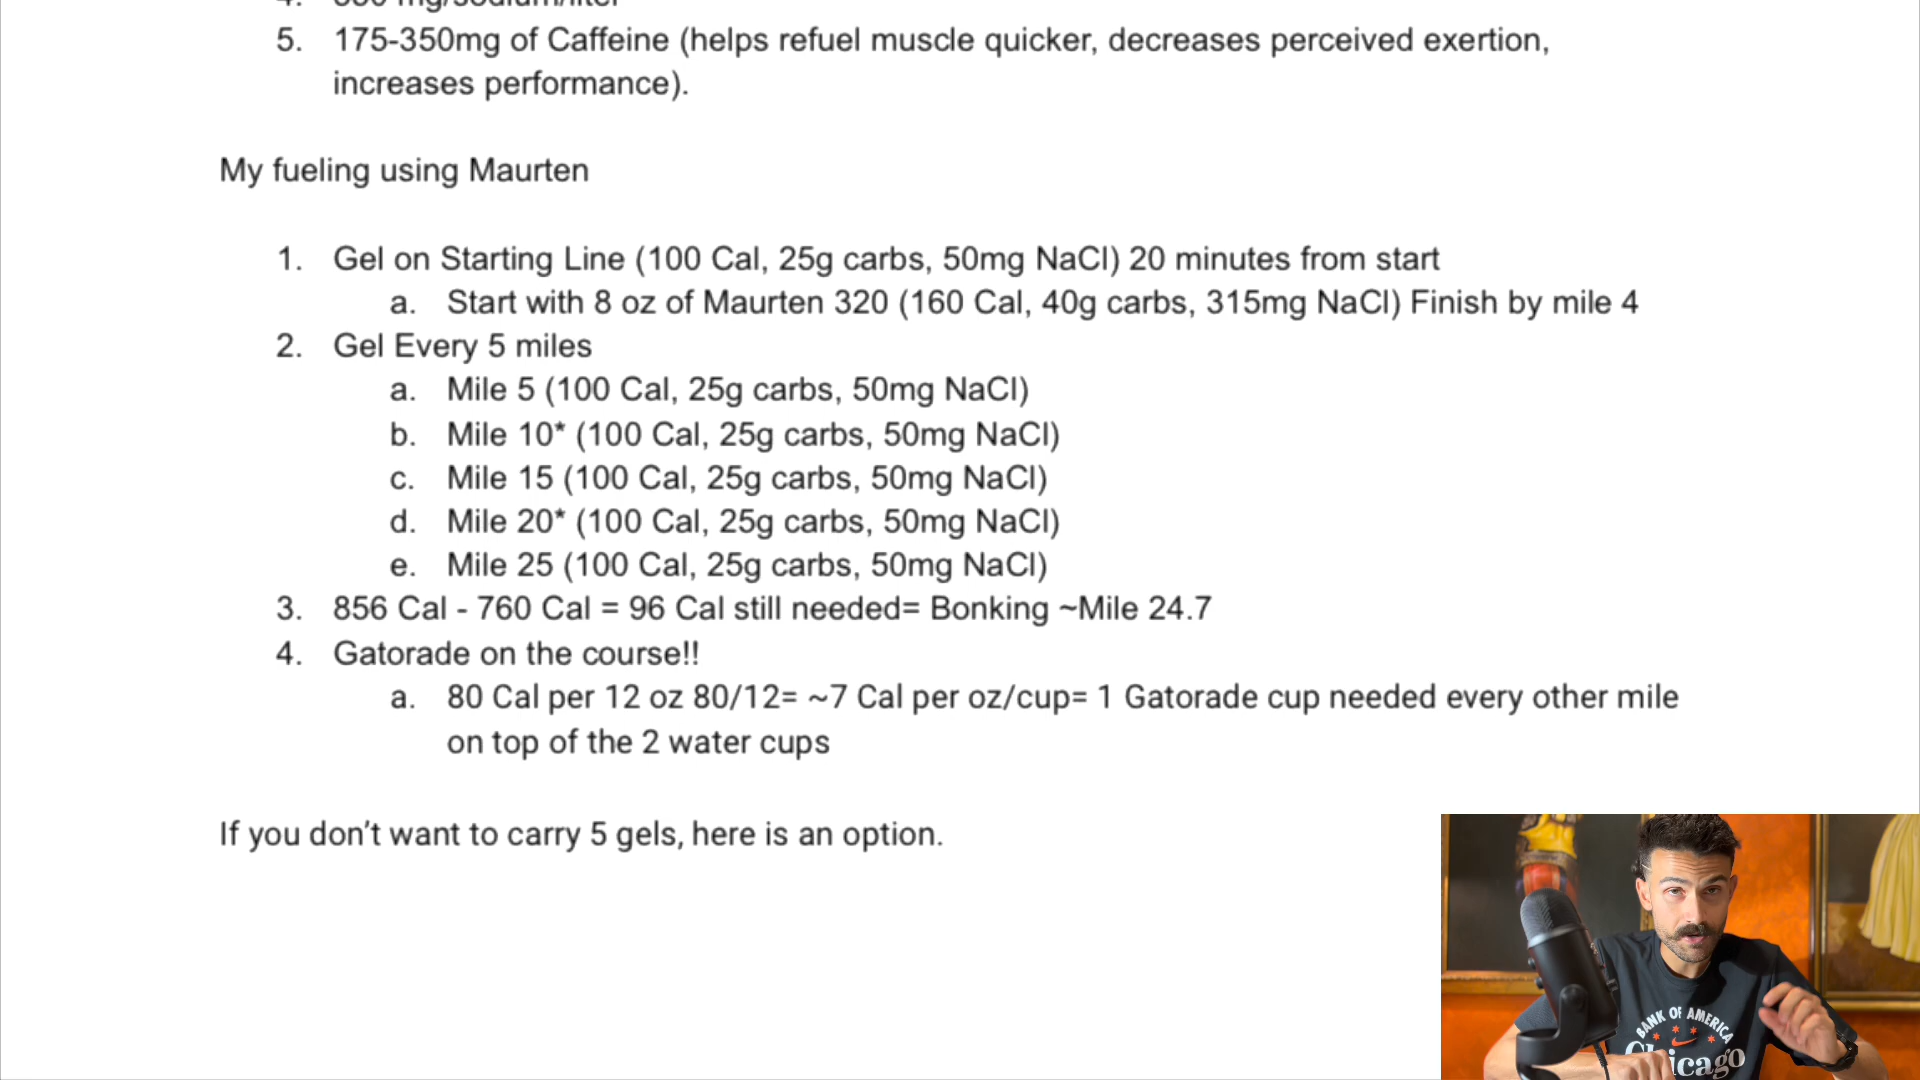 4. 580 mg/sodium/liter
5. 175-350mg of Caffeine (helps refuel muscle quicker, decreases perceived exertion,
increases performance).
My fueling using Maurten
1. Gel on Starting Line (100 Cal, 25g carbs, 50mg NaCl) 20 minutes from start
a. Start with 8 oz of Maurten 320 (160 Cal, 40g carbs, 315mg NaCl) Finish by mile 4
2. Gel Every 5 miles
a. Mile 5 (100 Cal, 25g carbs, 50mg NaCl)
b. Mile 10* (100 Cal, 25g carbs, 50mg NaCl)
c. Mile 15 (100 Cal, 25g carbs, 50mg NaCl)
d. Mile 20* (100 Cal, 25g carbs, 50mg NaCl)
e. Mile 25 (100 Cal, 25g carbs, 50mg NaCl)
3. 856 Cal - 760 Cal = 96 Cal still needed= Bonking ~Mile 24.7
4. Gatorade on the course!!
a. 80 Cal per 12 oz 80/12= ~7 Cal per oz/cup= 1 Gatorade cup needed every other mile
on top of the 2 water cups
If you don't want to carry 5 gels, here is an option.
BANK OF AMERICA
Chicago